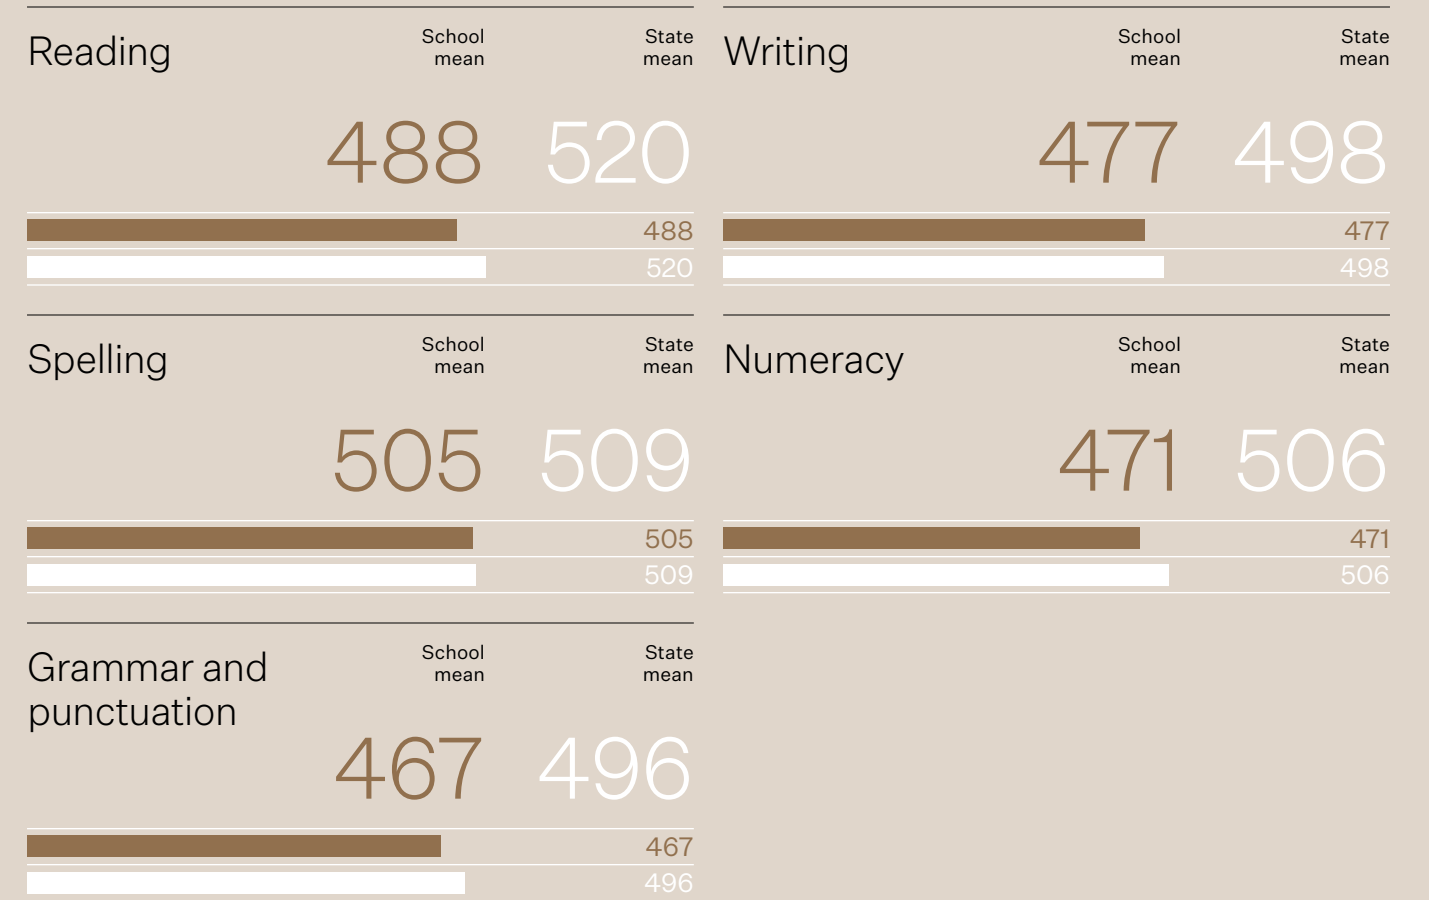 Reading
School
mean
State
mean
488
520
488
520
Writing
School
mean
State
mean
477
498
477
498
Spelling
School
mean
State
mean
505
509
505
509
Numeracy
School
mean
State
mean
471
506
471
506
Grammar and
punctuation
School
mean
State
mean
467
496
467
496